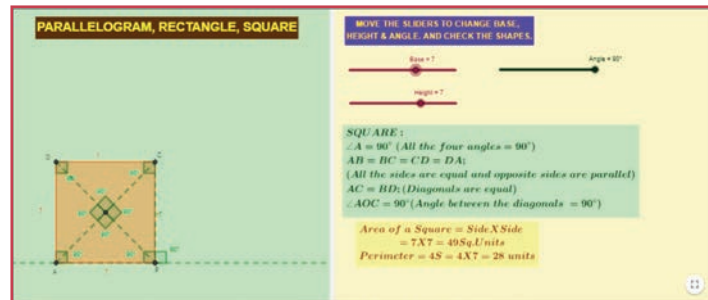 PARALLELOGRAM, RECTANGLE, SQUARE
MOVE THE SLIDERS TO CHANGE BASE,
HEIGHT & ANGLE. AND CHECK THE SHAPES.
Base = 7
Angle = 90°
Height = 7
SQUARE :
∠A = 90° (All the four angles = 90°)
AB = BC = CD = DA;
(All the sides are equal and opposite sides are parallel)
AC = BD; (Diagonals are equal)
∠AOC = 90°(Angle between the diagonals = 90°)
Area of a Square = SideXSide
= 7X7 = 49Sq.Units
Perimeter = 4S = 4X7 = 28 units
D
C
A
B
90°